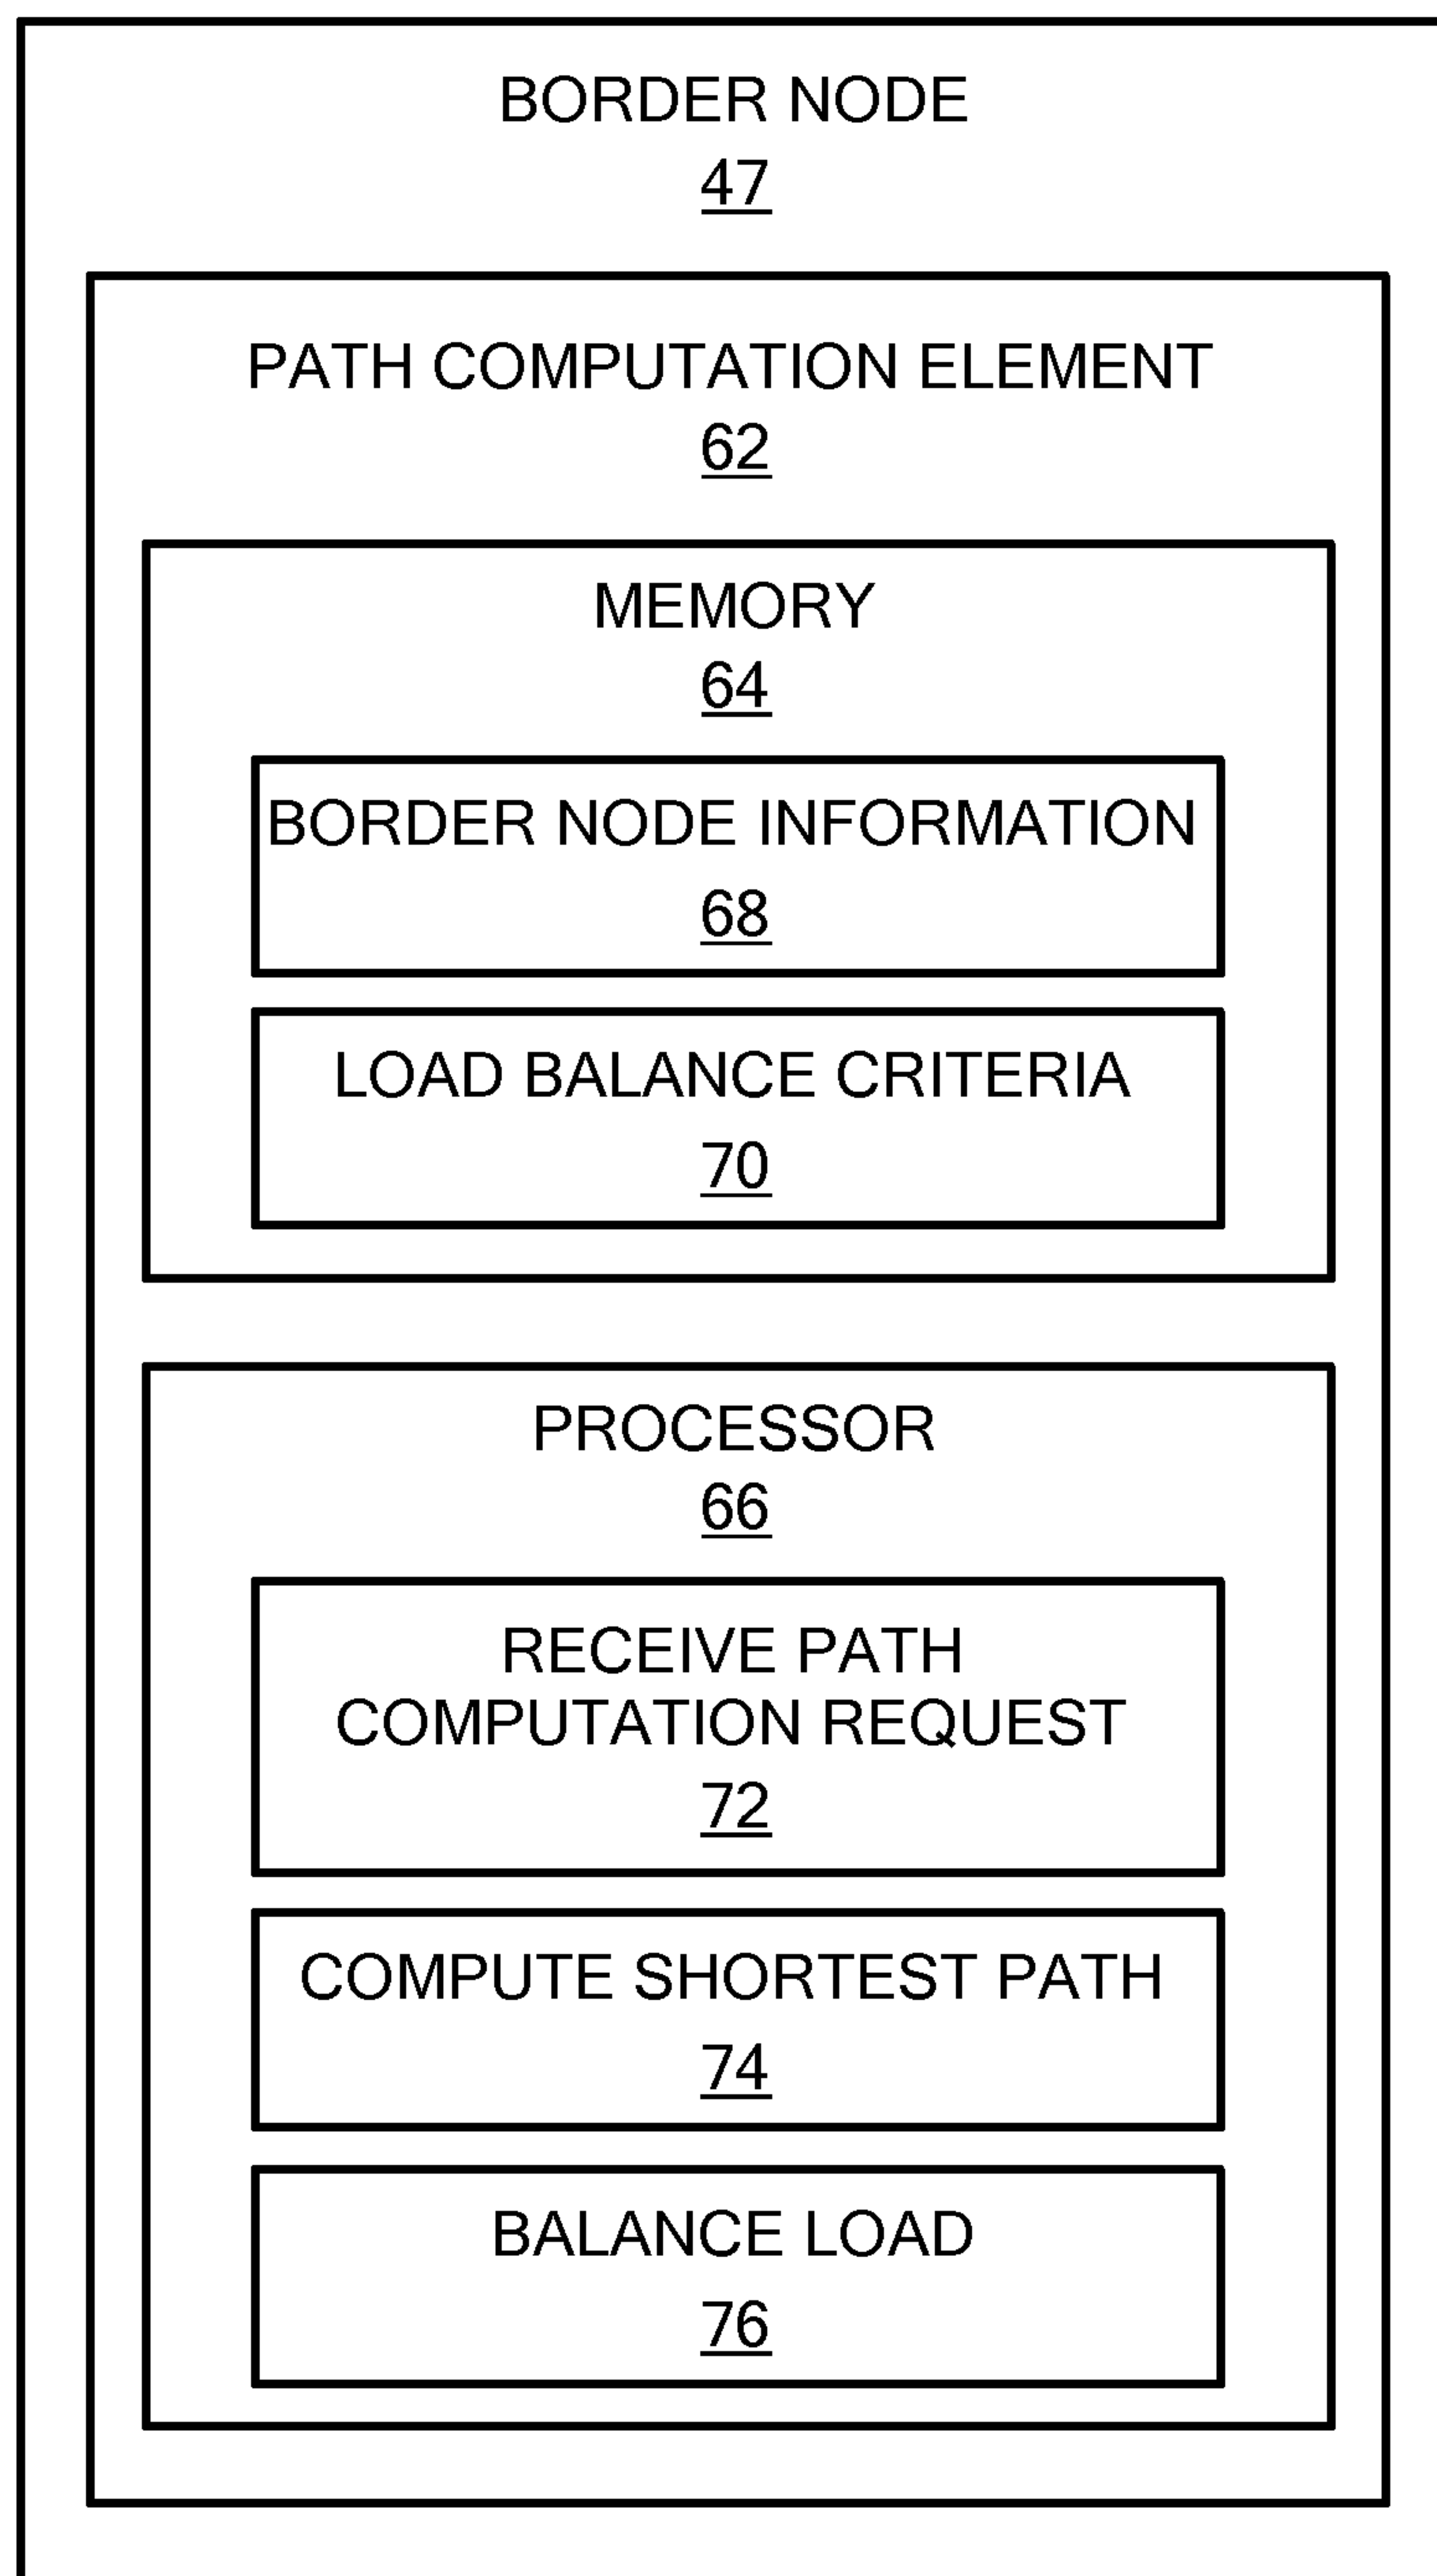 BORDER NODE
47
PATH COMPUTATION ELEMENT
62
MEMORY
64
BORDER NODE INFORMATION
68
LOAD BALANCE CRITERIA
70
PROCESSOR
66
RECEIVE PATH
COMPUTATION REQUEST
72
COMPUTE SHORTEST PATH
74
BALANCE LOAD
76